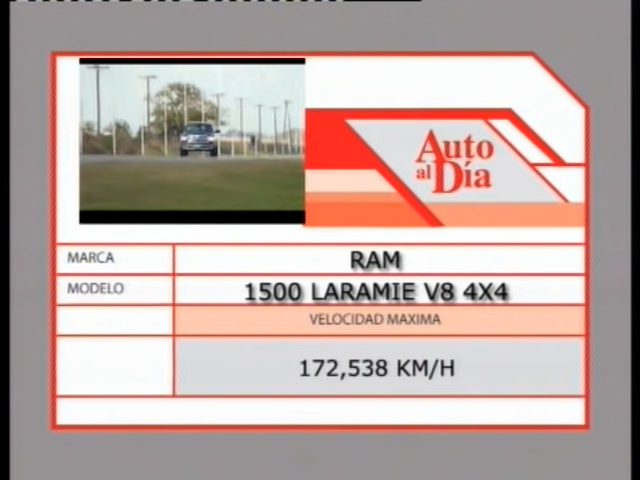 Auto
al Día
MARCA
RAM
MODELO
1500 LARAMIE V8 4X4
VELOCIDAD MAXIMA
172,538 KM/H